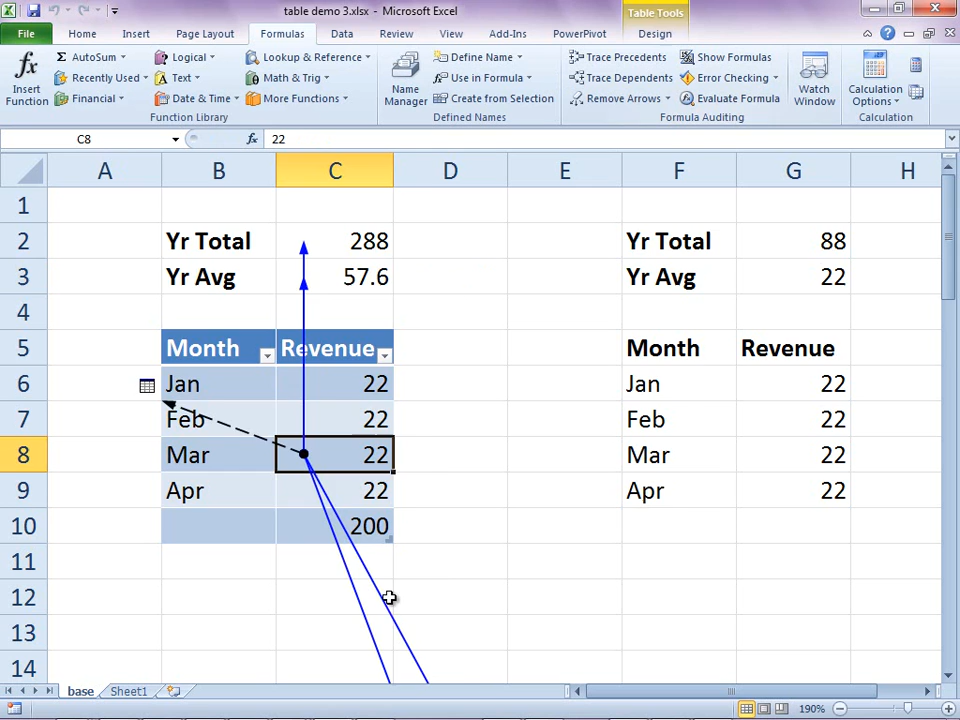 table demo 3.xlsx - Microsoft Excel
Table Tools
File Home Insert Page Layout Formulas Data Review View Add-Ins PowerPivot Design
Insert Function
Σ AutoSum
Recently Used
Financial
Logical
Text
Date & Time
Lookup & Reference
Math & Trig
More Functions
Function Library
Name Manager
Define Name
Use in Formula
Create from Selection
Defined Names
Trace Precedents
Trace Dependents
Remove Arrows
Show Formulas
Error Checking
Evaluate Formula
Formula Auditing
Watch Window
Calculation Options
Calculation
C8 fx 22
A B C D E F G H
1
2 Yr Total 288 Yr Total 88
3 Yr Avg 57.6 Yr Avg 22
4
5 Month Revenue Month Revenue
6 Jan 22 Jan 22
7 Feb 22 Feb 22
8 Mar 22 Mar 22
9 Apr 22 Apr 22
10 200
11
12
13
14
base Sheet1
190%